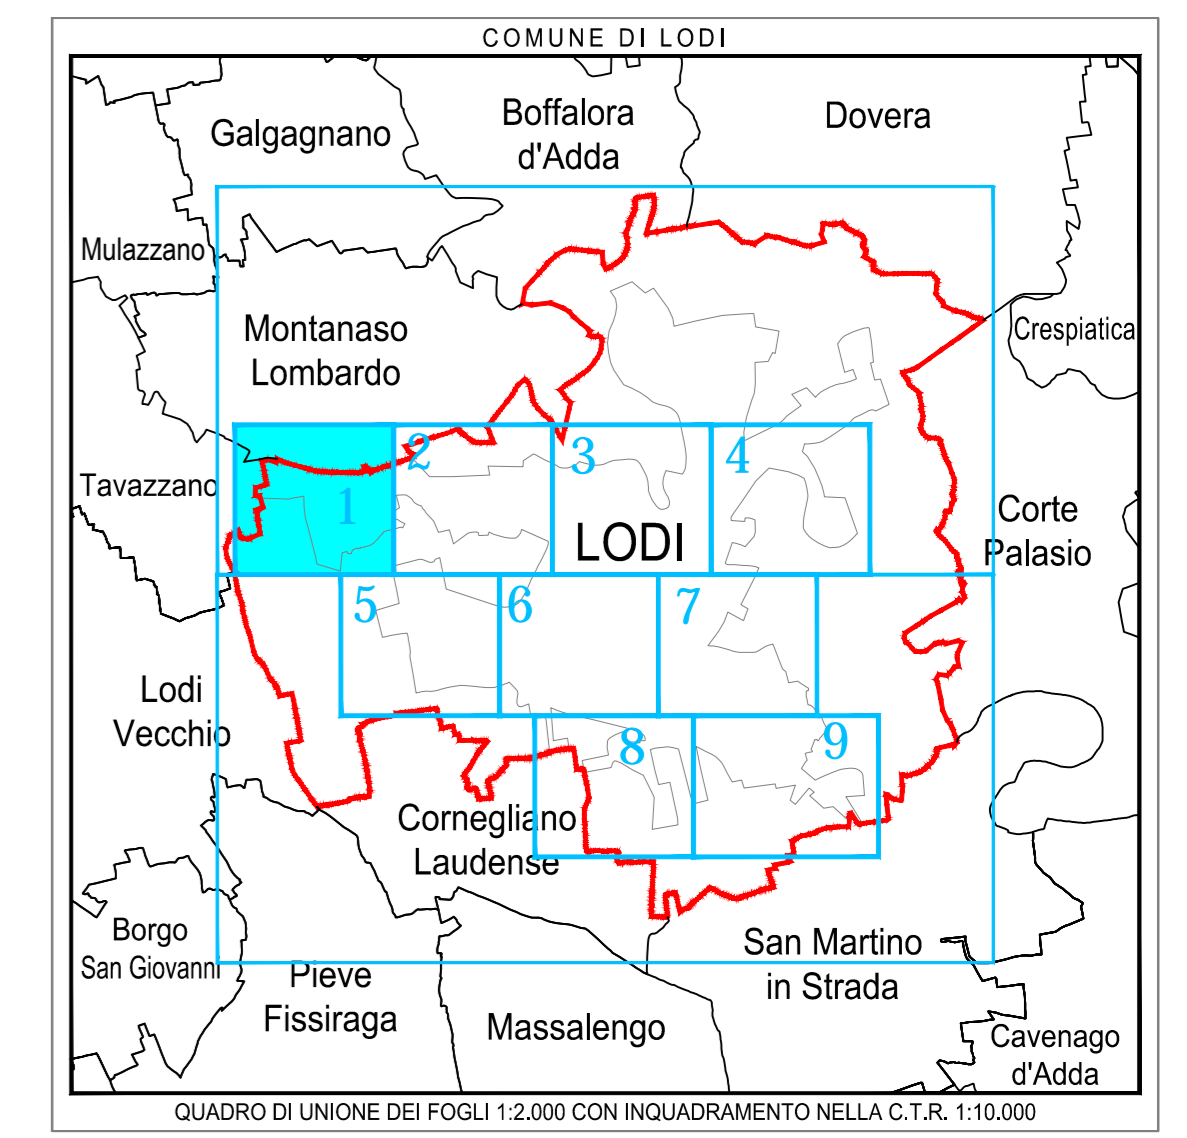 COMUNE DI LODI
Galgagnano
Boffalora
d'Adda
Dovera
Mulazzano
Montanaso
Lombardo
Crespiatica
2
3
4
Tavazzano
1
LODI
Corte
Palasio
5
6
7
Lodi
Vecchio
8
9
Cornegliano
Laudense
Borgo
San Giovanni
Pieve
Fissiraga
Massalengo
San Martino
in Strada
Cavenago
d'Adda
QUADRO DI UNIONE DEI FOGLI 1:2.000 CON INQUADRAMENTO NELLA C.T.R. 1:10.000